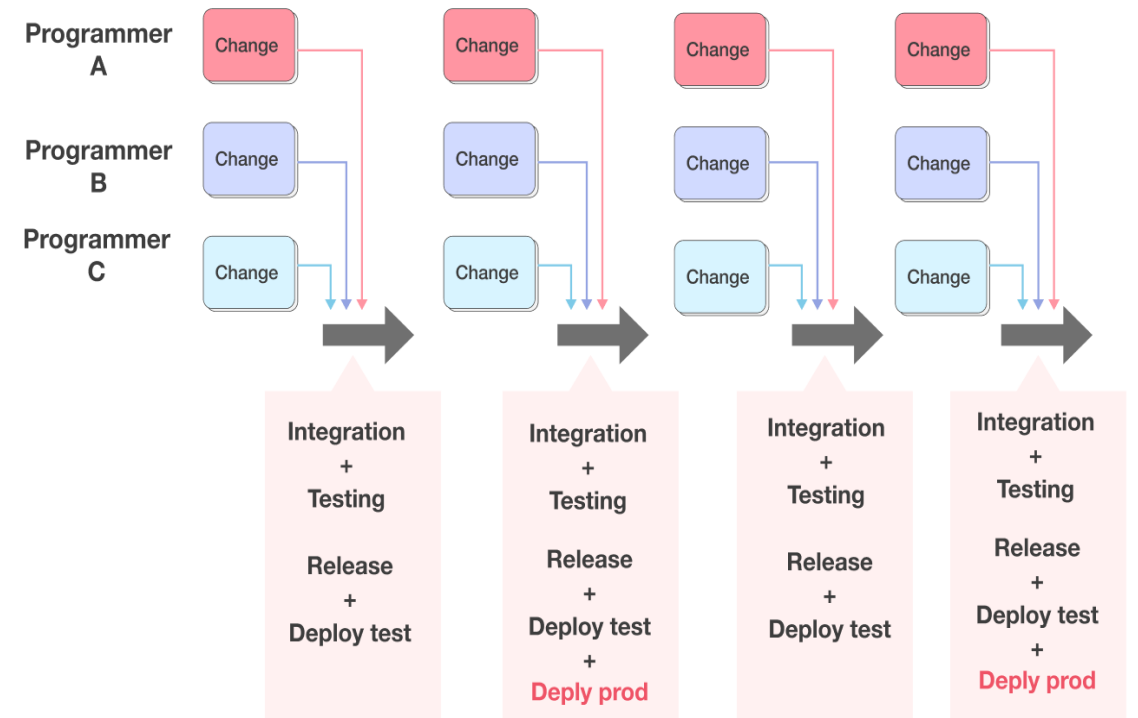 Programmer
A
Change
Change
Change
Change
Programmer
B
Change
Change
Change
Change
Programmer
C
Change
Change
Change
Change
Integration
+
Testing
Release
+
Deploy test
Integration
+
Testing
Release
+
Deploy test
+
Deply prod
Integration
+
Testing
Release
+
Deploy test
Integration
+
Testing
Release
+
Deploy test
+
Deply prod